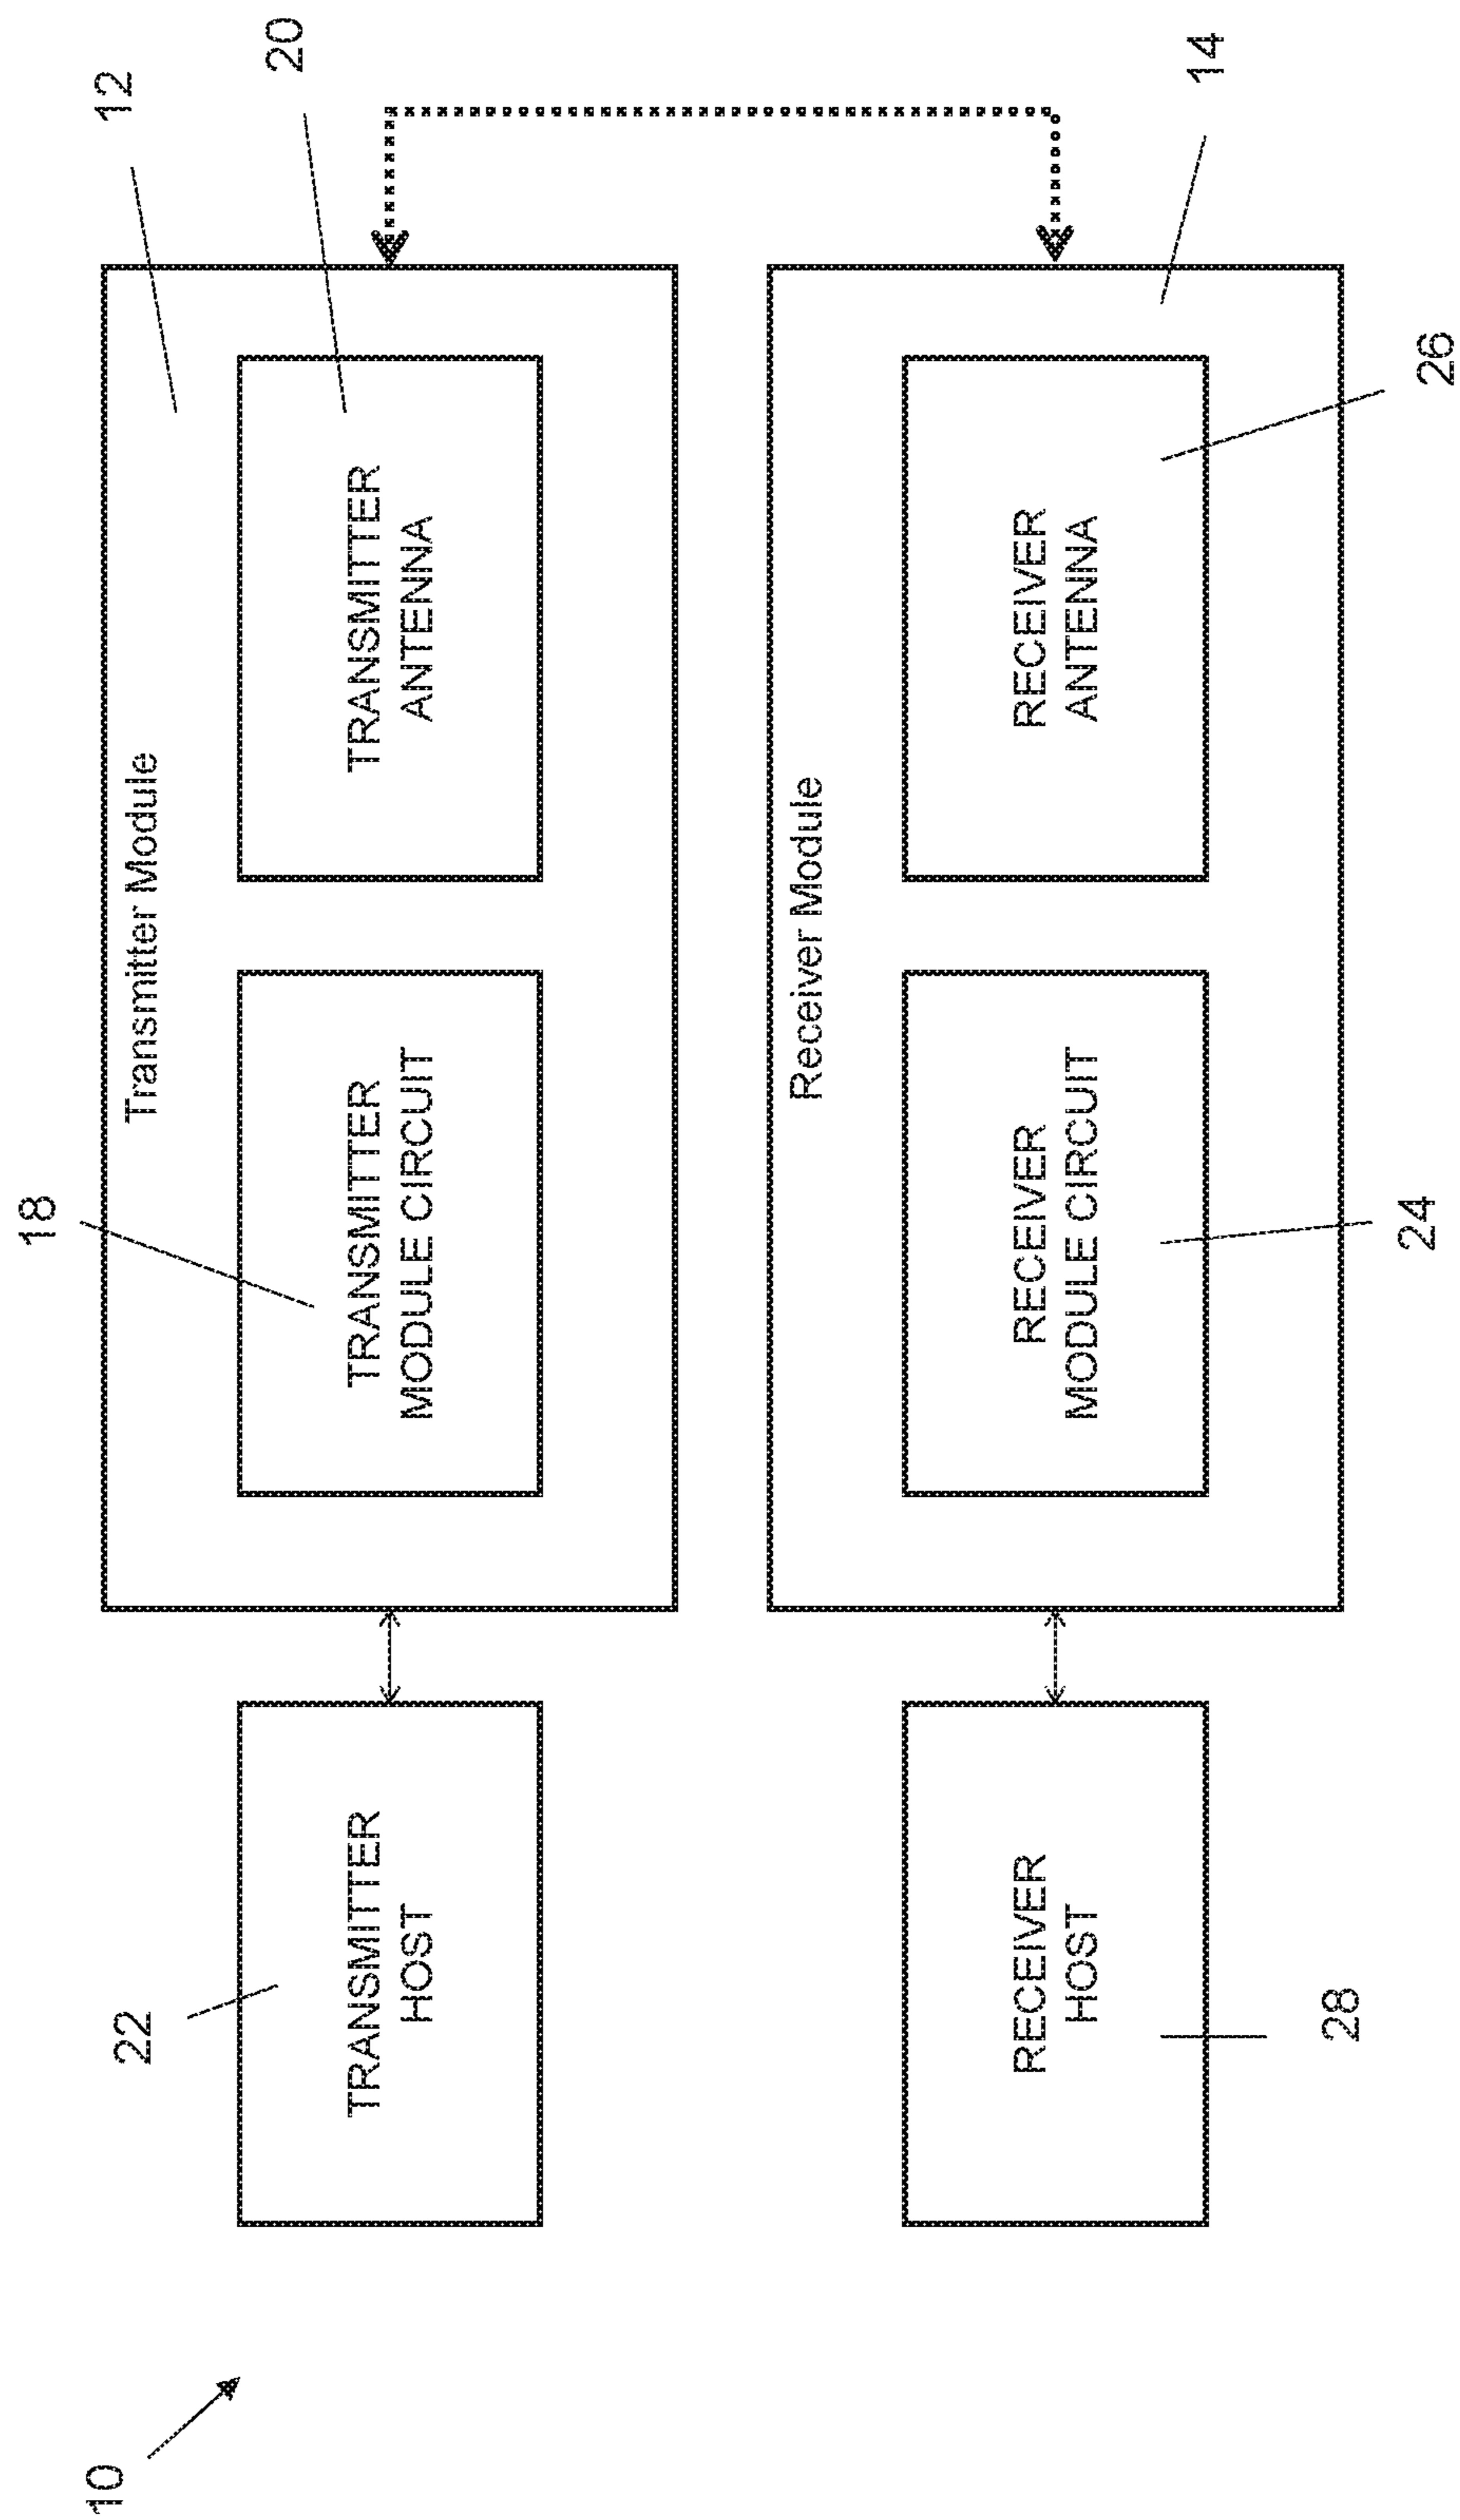 10
22
TRANSMITTER
HOST
18
12
20
Transmitter Module
TRANSMITTER
MODULE CIRCUIT
TRANSMITTER
ANTENNA
RECEIVER
HOST
28
Receiver Module
RECEIVER
MODULE CIRCUIT
24
RECEIVER
ANTENNA
26
14